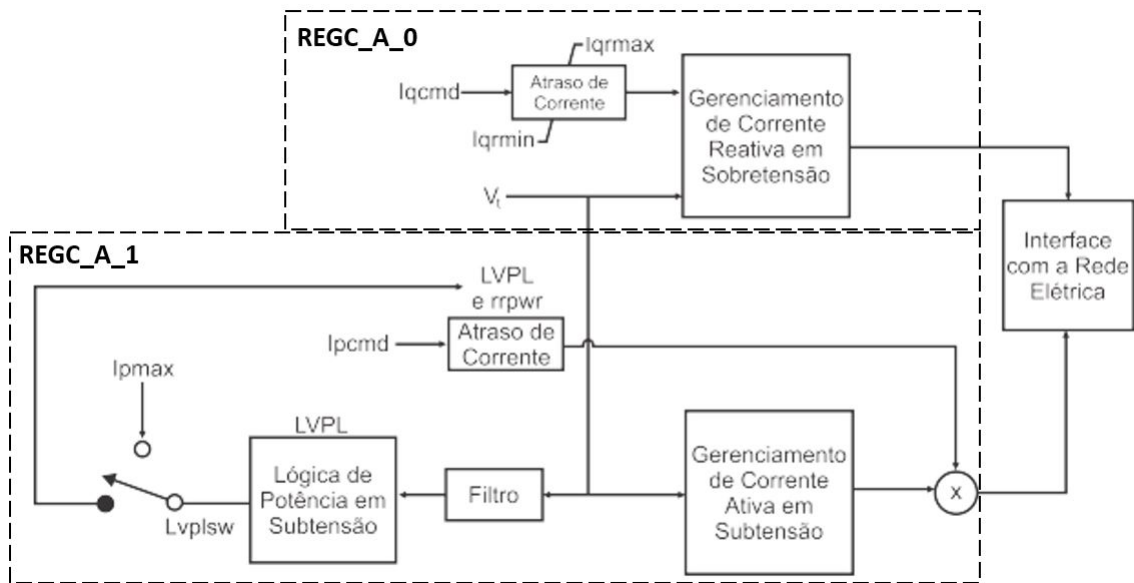 REGC_A_0
Iqrmax
Iqcmd
Atraso de
Corrente
Iqrmin
Gerenciamento
de Corrente
Reativa em
Sobretensão
Vt
Interface
com a Rede
Elétrica
REGC_A_1
LVPL
e rrpwr
Ipcmd
Atraso de
Corrente
Ipmax
LVPL
Lógica de
Potência em
Subtensão
Lvplsw
Filtro
Gerenciamento
de Corrente
Ativa em
Subtensão
X